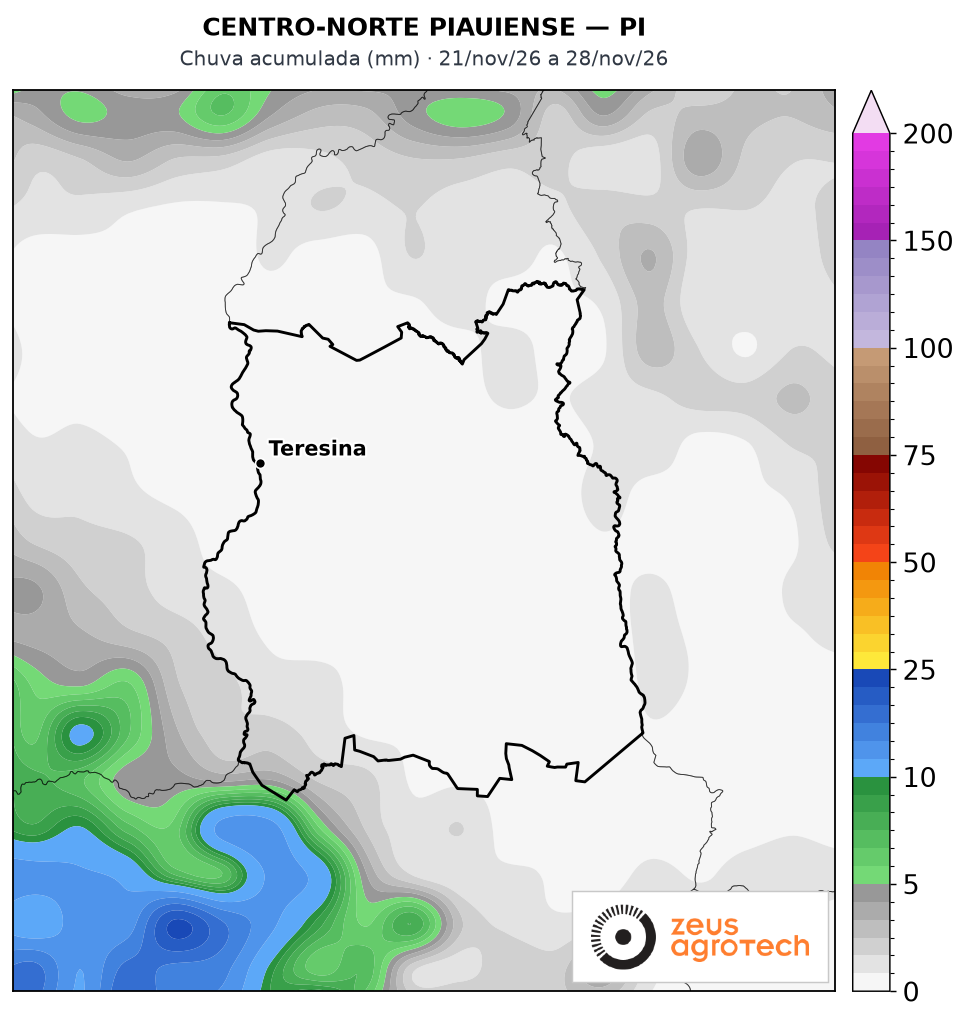 CENTRO-NORTE PIAUIENSE — PI
Chuva acumulada (mm) · 21/nov/26 a 28/nov/26
200
150
100
75
50
25
10
5
0
Teresina
zeus
agrotech